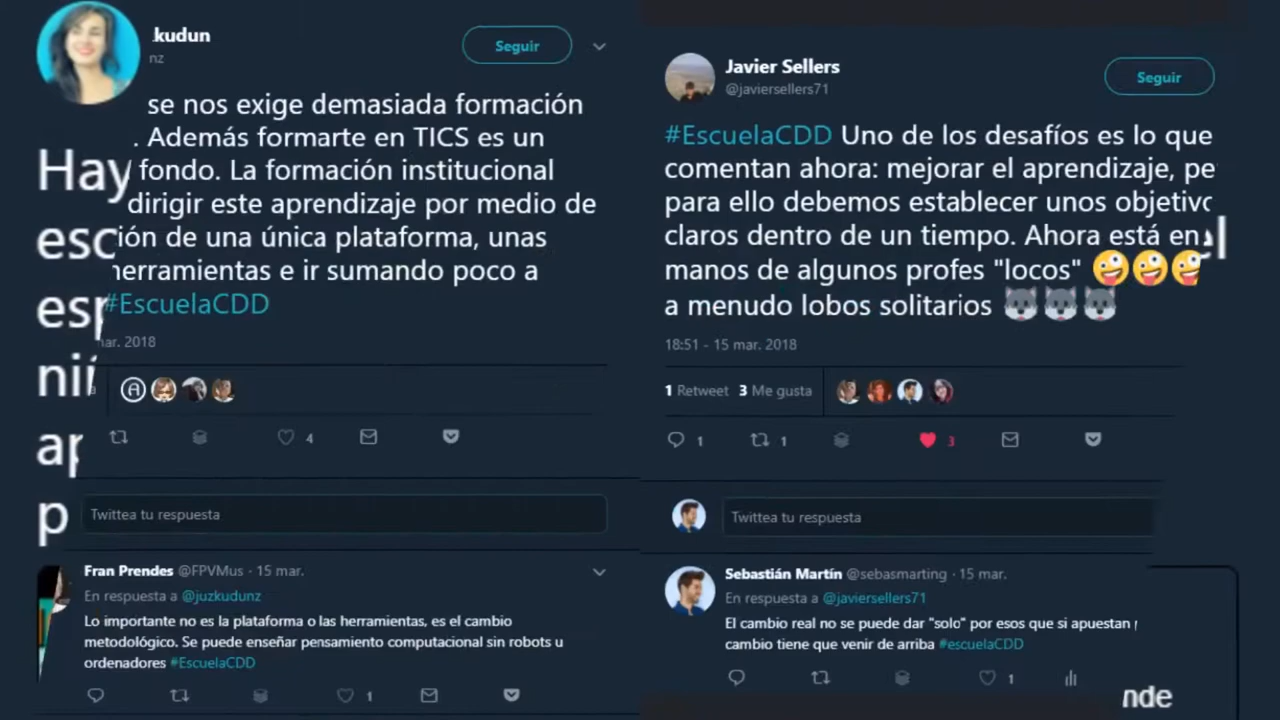 .kudun
nz
Seguir
se nos exige demasiada formación
. Además formarte en TICS es un
fondo. La formación institucional
dirigir este aprendizaje por medio de
ión de una única plataforma, unas
herramientas e ir sumando poco a
#EscuelaCDD
mar. 2018
4
Hay
esc
esp
niñ
ap
p
Twittea tu respuesta
Fran Prendes @FPVMus · 15 mar.
En respuesta a @juzkudunz
Lo importante no es la plataforma o las herramientas, es el cambio
metodológico. Se puede enseñar pensamiento computacional sin robots u
ordenadores #EscuelaCDD
1
Javier Sellers
@javiersellers71
Seguir
#EscuelaCDD Uno de los desafíos es lo que
comentan ahora: mejorar el aprendizaje, pe
para ello debemos establecer unos objetivo
claros dentro de un tiempo. Ahora está en
manos de algunos profes "locos" 🤪🤪🤪
a menudo lobos solitarios 🐺🐺🐺
18:51 - 15 mar. 2018
1 Retweet 3 Me gusta
1 1 3
Twittea tu respuesta
Sebastián Martín @sebasmarting · 15 mar.
En respuesta a @javiersellers71
El cambio real no se puede dar "solo" por esos que si apuestan
cambio tiene que venir de arriba #escuelaCDD
1
nde